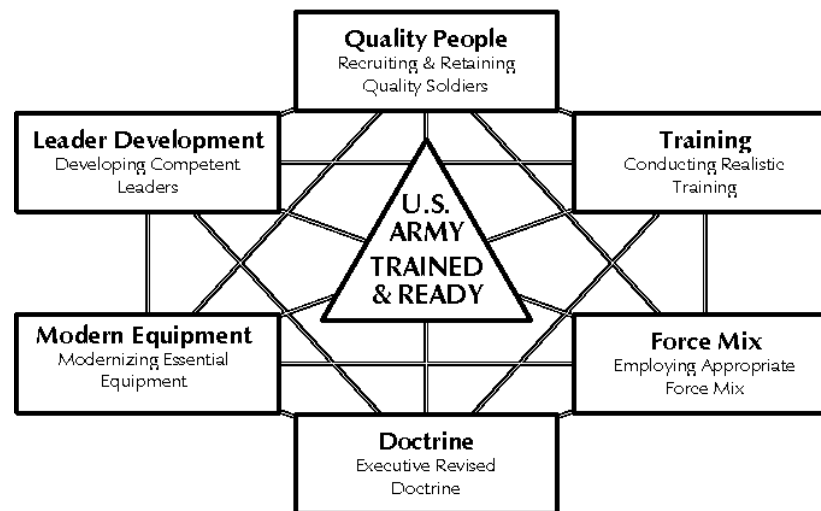 Quality People
Recruiting & Retaining
Quality Soldiers
Leader Development
Developing Competent
Leaders
Training
Conducting Realistic
Training
U.S.
ARMY
TRAINED
& READY
Modern Equipment
Modernizing Essential
Equipment
Force Mix
Employing Appropriate
Force Mix
Doctrine
Executive Revised
Doctrine